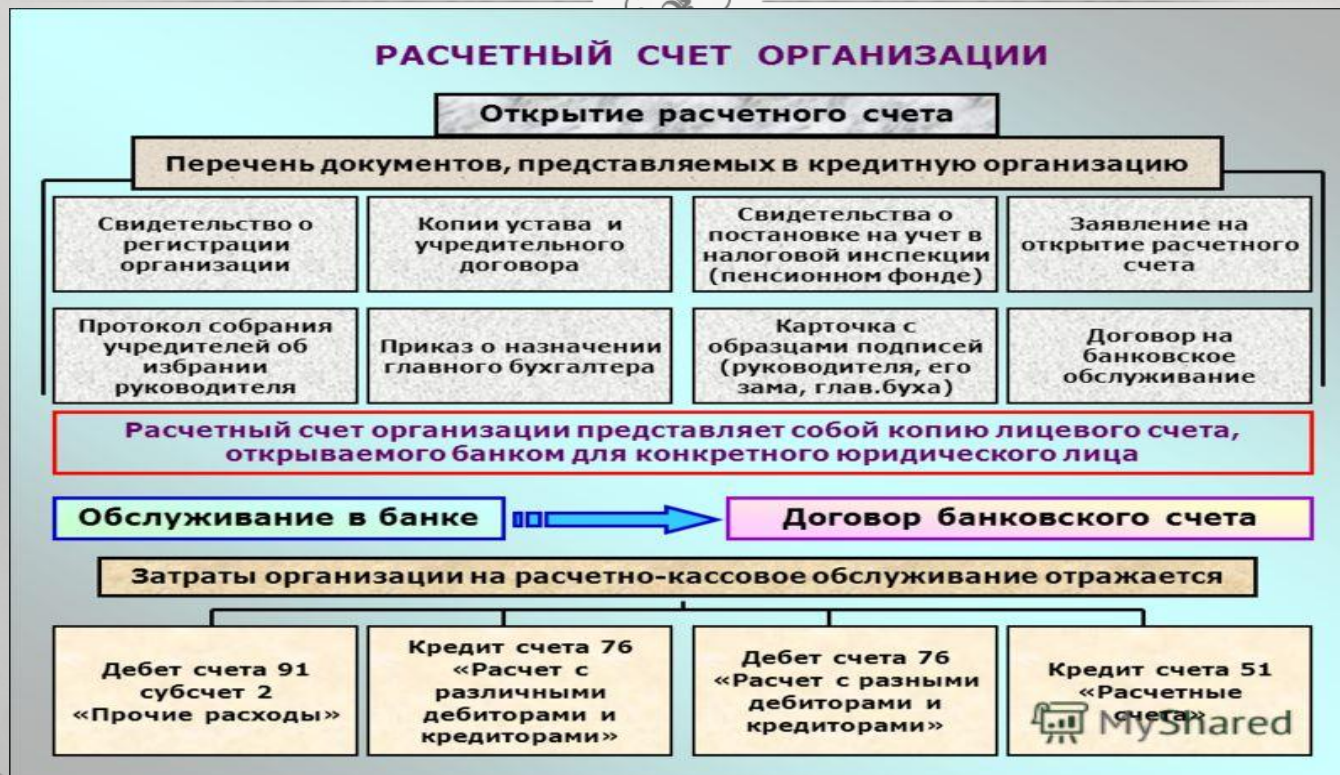 РАСЧЕТНЫЙ СЧЕТ ОРГАНИЗАЦИИ
Открытие расчетного счета
Перечень документов, представляемых в кредитную организацию
Свидетельство о
регистрации
организации
Копии устава и
учредительного
договора
Свидетельства о
постановке на учет в
налоговой инспекции
(пенсионном фонде)
Заявление на
открытие расчетного
счета
Протокол собрания
учредителей об
избрании
руководителя
Приказ о назначении
главного бухгалтера
Карточка с
образцами подписей
(руководителя, его
зама, глав.буха)
Договор на
банковское
обслуживание
Расчетный счет организации представляет собой копию лицевого счета,
открываемого банком для конкретного юридического лица
Обслуживание в банке
Договор банковского счета
Затраты организации на расчетно-кассовое обслуживание отражается
Дебет счета 91
субсчет 2
«Прочие расходы»
Кредит счета 76
«Расчет с
различными
дебиторами и
кредиторами»
Дебет счета 76
«Расчет с разными
дебиторами и
кредиторами»
Кредит счета 51
«Расчетные
счета»
MyShared